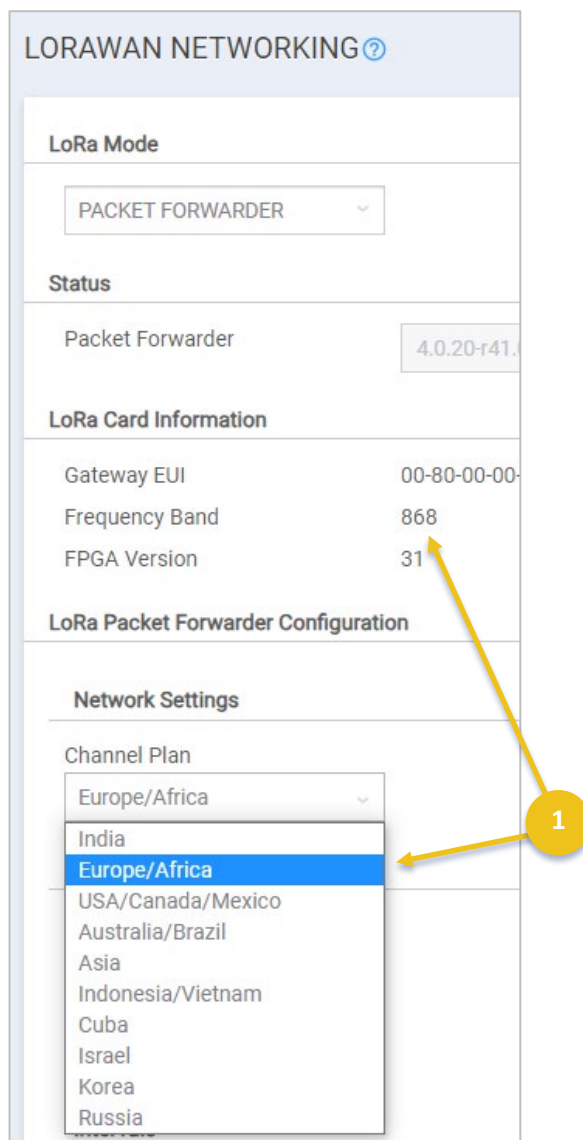 LORAWAN NETWORKING
LoRa Mode
PACKET FORWARDER
Status
Packet Forwarder 4.0.20-r41.
LoRa Card Information
Gateway EUI 00-80-00-00-
Frequency Band 868
FPGA Version 31
LoRa Packet Forwarder Configuration
Network Settings
Channel Plan
Europe/Africa
1
India
Europe/Africa
USA/Canada/Mexico
Australia/Brazil
Asia
Indonesia/Vietnam
Cuba
Israel
Korea
Russia